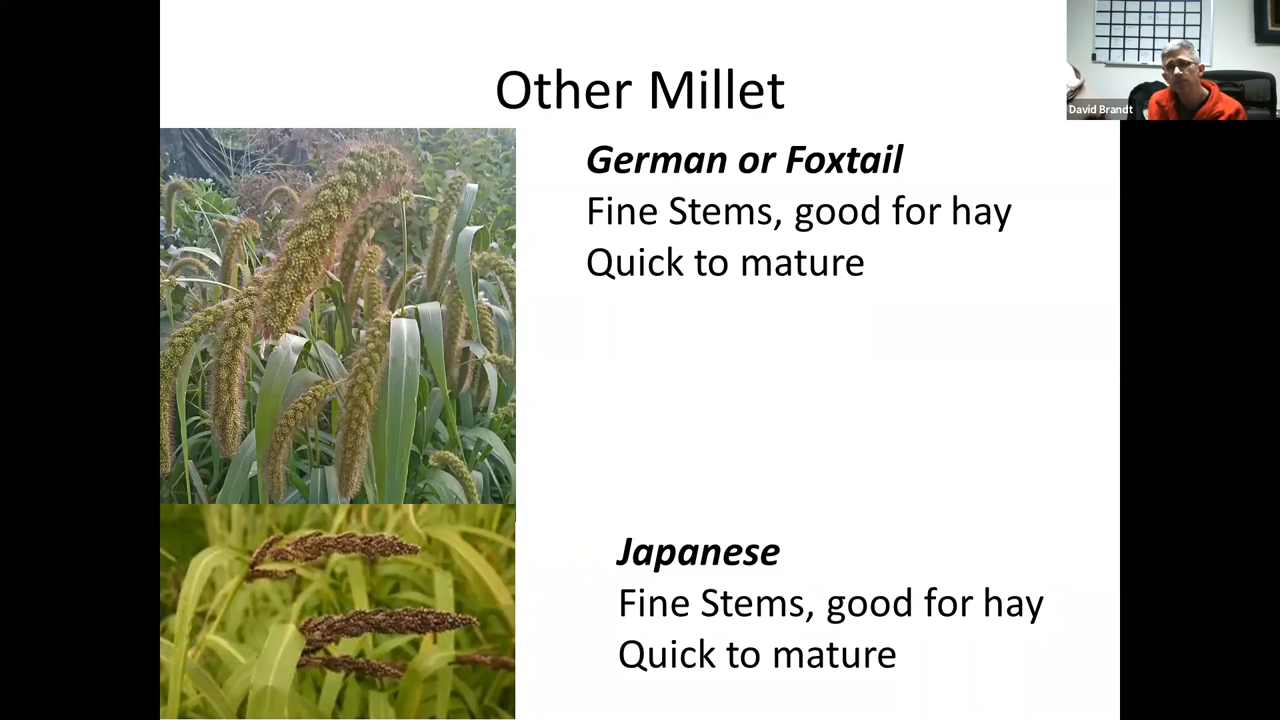 Other Millet
David Brandt
German or Foxtail
Fine Stems, good for hay
Quick to mature
Japanese
Fine Stems, good for hay
Quick to mature